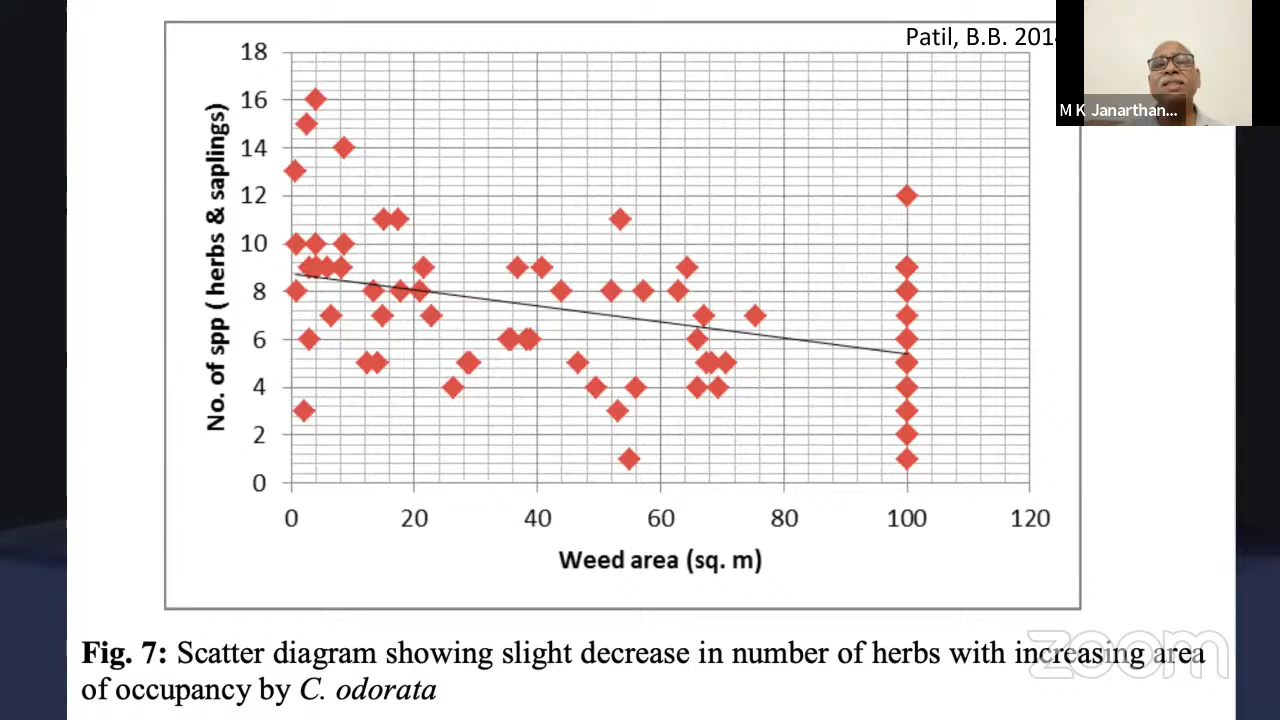 Patil, B.B. 201
M K Janarthan...
18
16
14
12
10
8
6
4
2
0
No. of spp ( herbs & saplings)
0 20 40 60 80 100 120
Weed area (sq. m)
Fig. 7: Scatter diagram showing slight decrease in number of herbs with increasing area
of occupancy by C. odorata
zoom